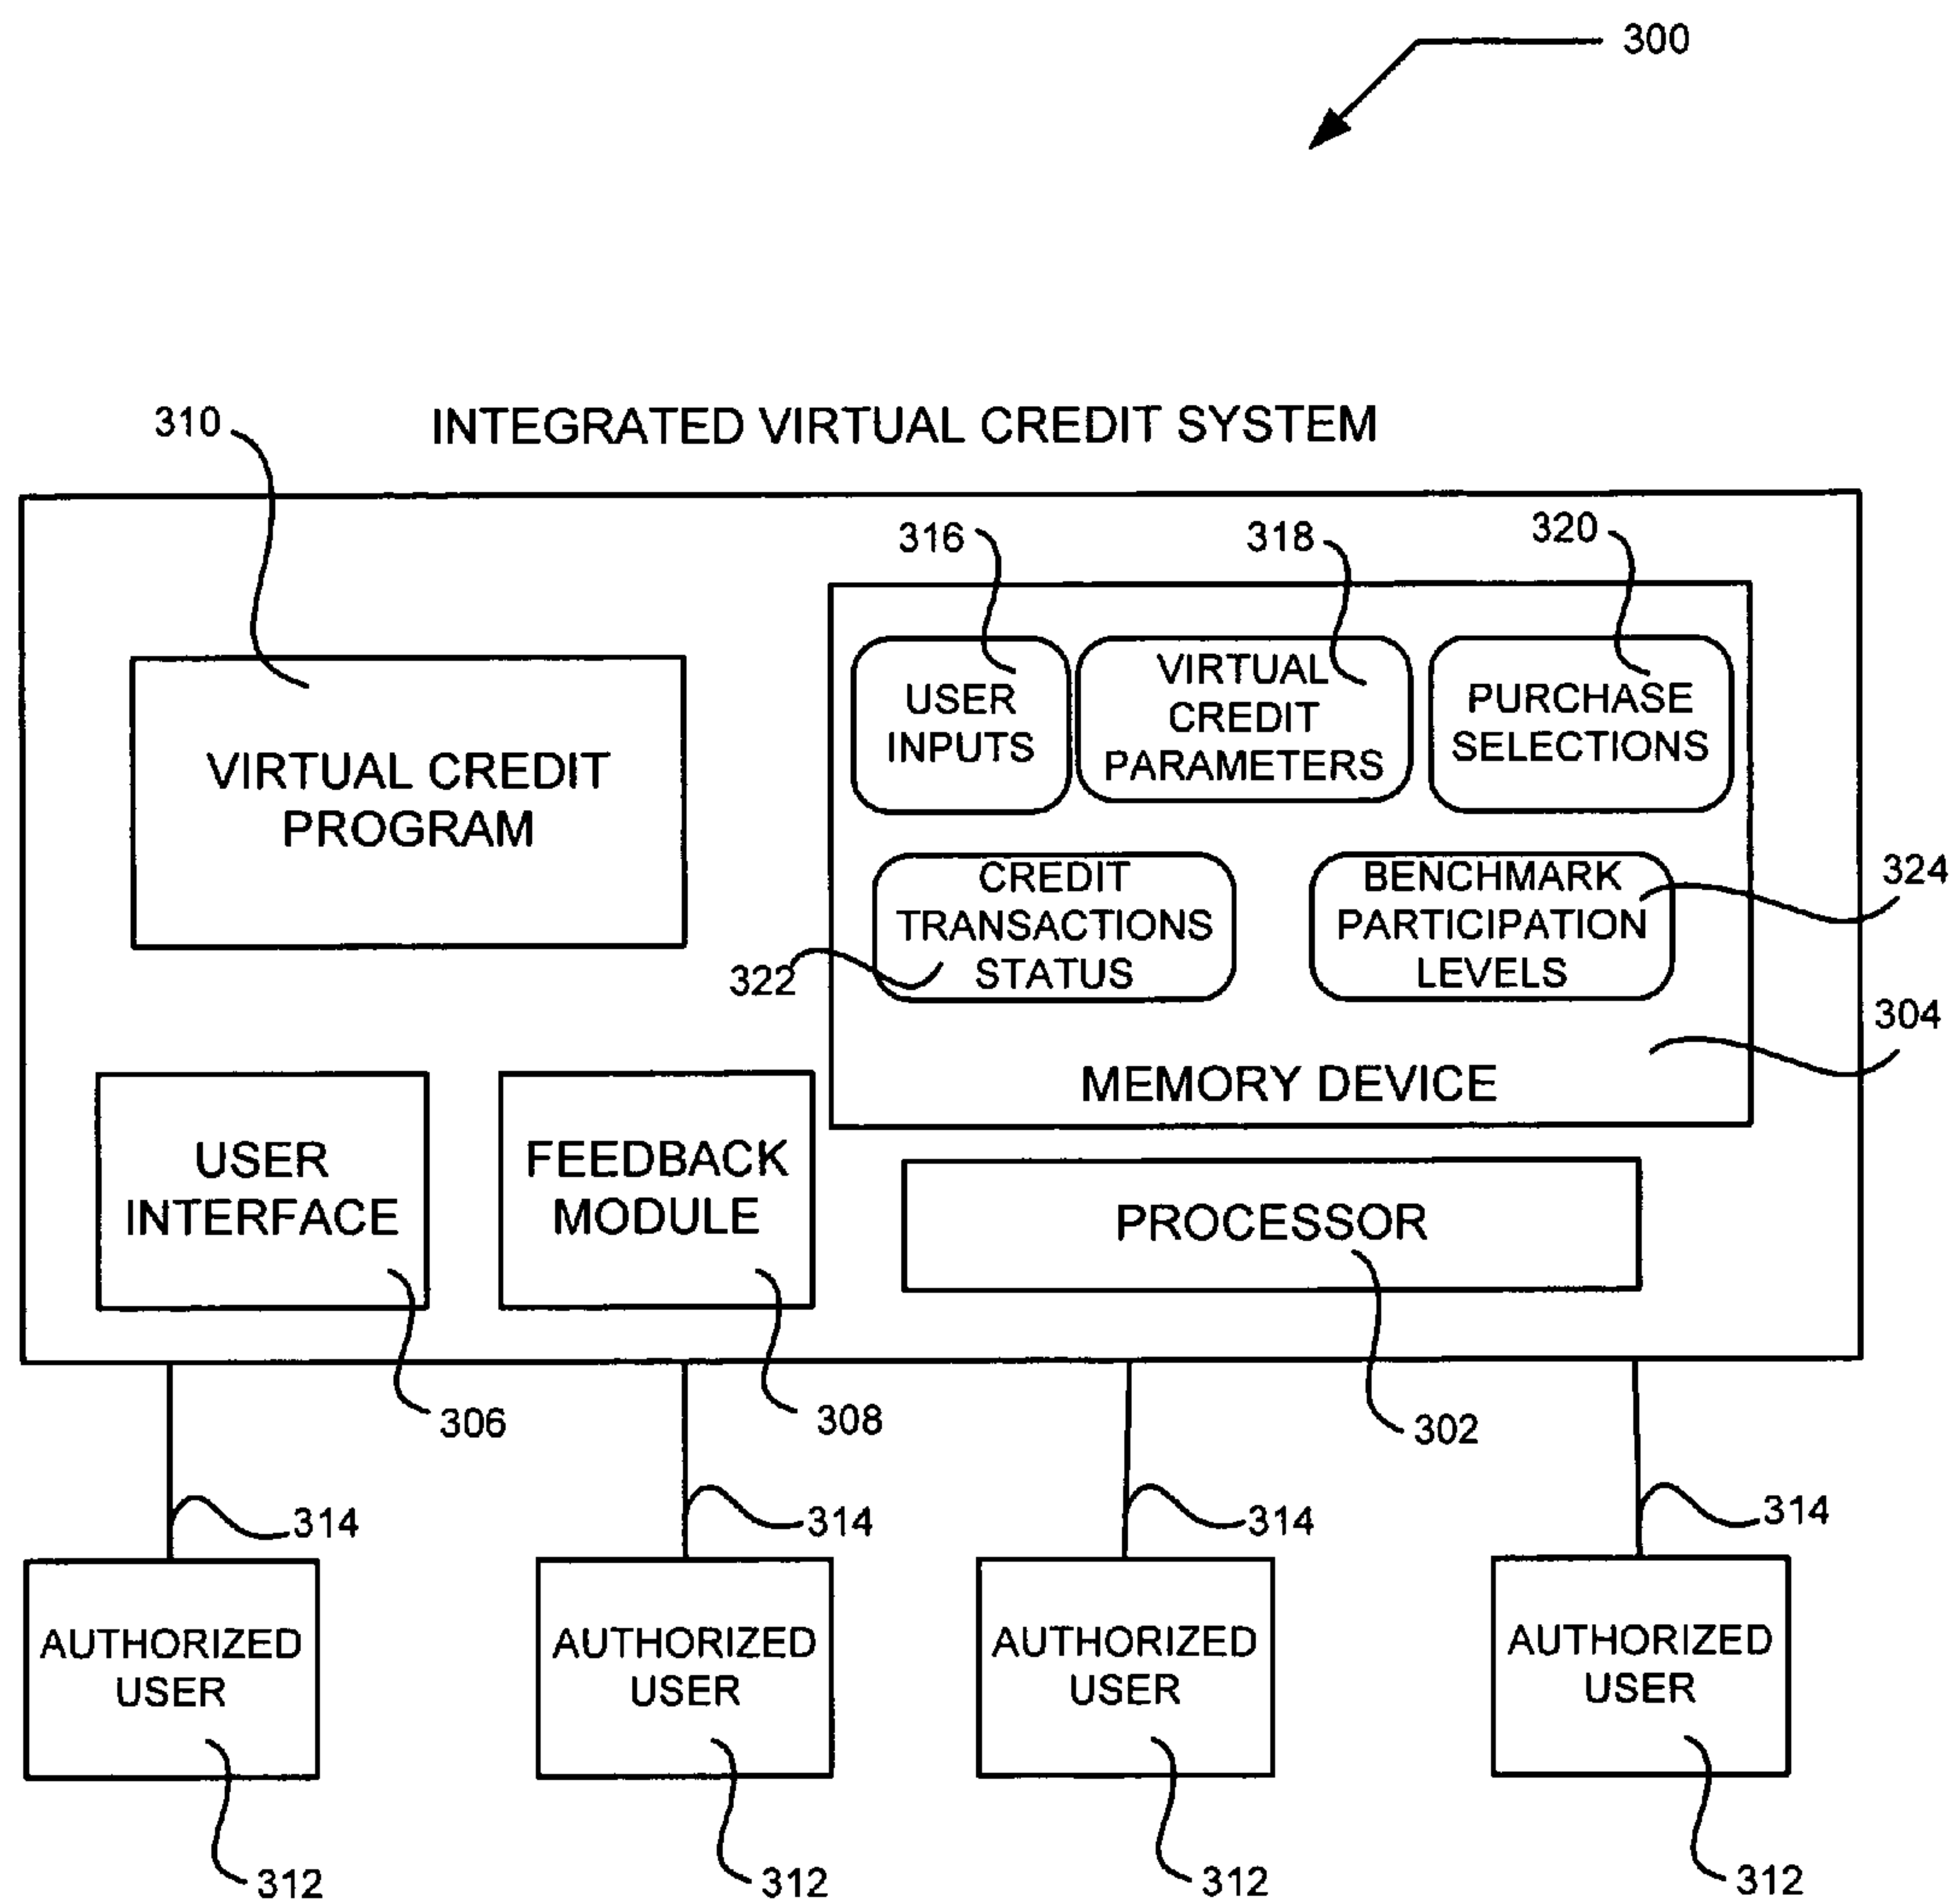 300
310
INTEGRATED VIRTUAL CREDIT SYSTEM
316
318
320
VIRTUAL CREDIT
PROGRAM
USER
INPUTS
VIRTUAL
CREDIT
PARAMETERS
PURCHASE
SELECTIONS
CREDIT
TRANSACTIONS
STATUS
322
BENCHMARK
PARTICIPATION
LEVELS
324
304
MEMORY DEVICE
USER
INTERFACE
FEEDBACK
MODULE
PROCESSOR
306
308
302
314
314
314
314
AUTHORIZED
USER
AUTHORIZED
USER
AUTHORIZED
USER
AUTHORIZED
USER
312
312
312
312